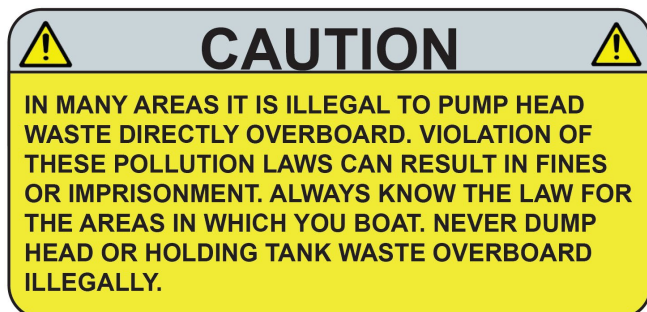 CAUTION
IN MANY AREAS IT IS ILLEGAL TO PUMP HEAD
WASTE DIRECTLY OVERBOARD. VIOLATION OF
THESE POLLUTION LAWS CAN RESULT IN FINES
OR IMPRISONMENT. ALWAYS KNOW THE LAW FOR
THE AREAS IN WHICH YOU BOAT. NEVER DUMP
HEAD OR HOLDING TANK WASTE OVERBOARD
ILLEGALLY.